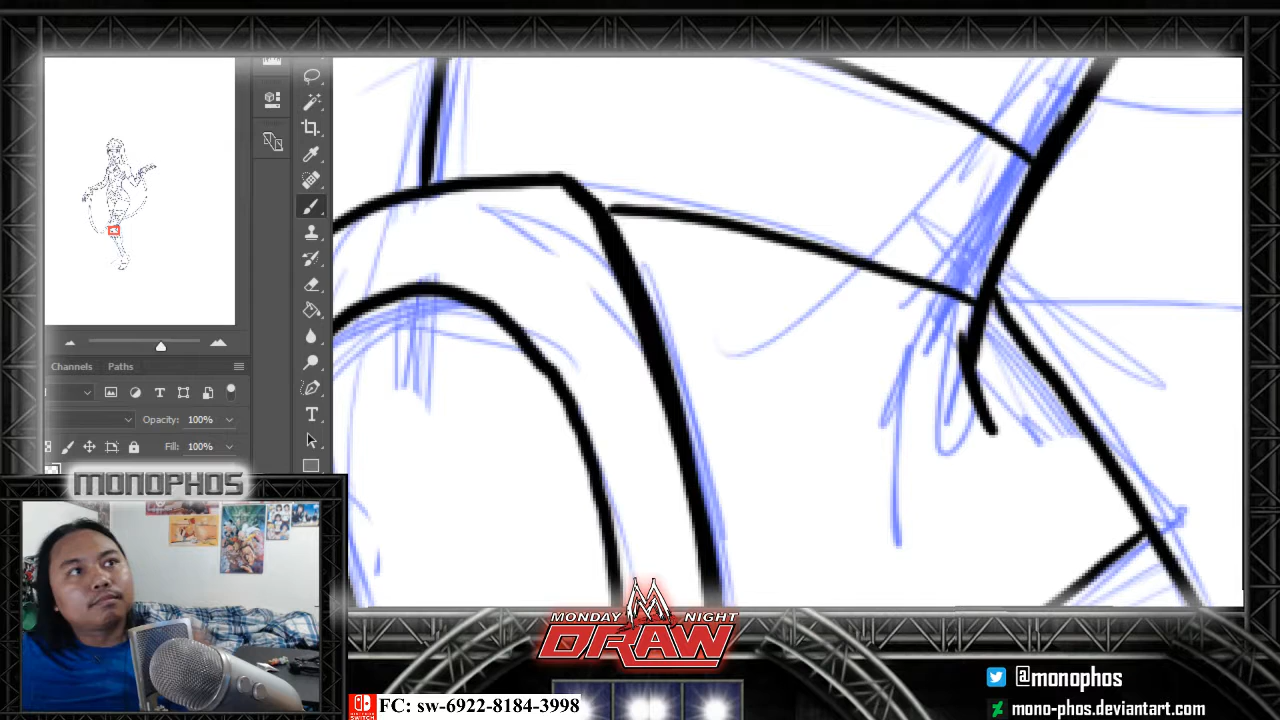 Channels Paths
Opacity: 100%
Fill: 100%
MONOPHOS
MONDAY NIGHT
DRAW
FC: sw-6922-8184-3998
@monophos
mono-phos.deviantart.com